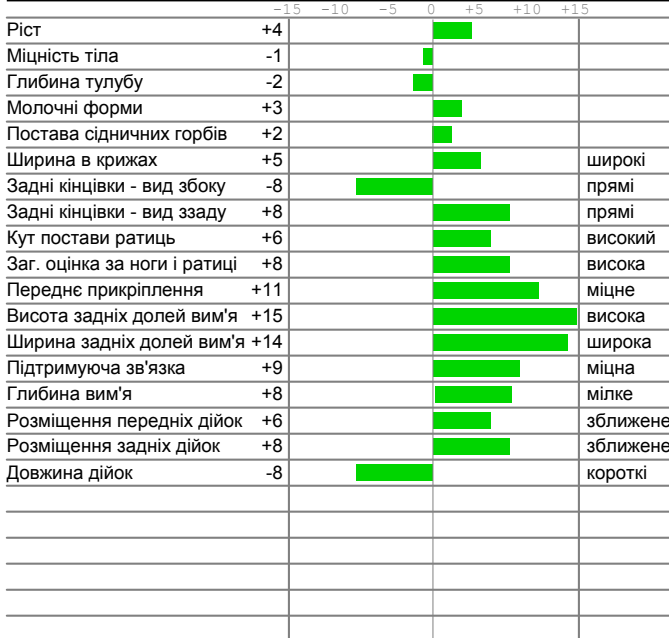 -15 -10 -5 0 +5 +10 +15
Ріст +4
Міцність тіла -1
Глибина тулубу -2
Молочні форми +3
Постава сідничних горбів +2
Ширина в крижах +5 широкі
Задні кінцівки - вид збоку -8 прямі
Задні кінцівки - вид ззаду +8 прямі
Кут постави ратиць +6 високий
Заг. оцінка за ноги і ратиці +8 висока
Переднє прикріплення +11 міцне
Висота задніх долей вим'я +15 висока
Ширина задніх долей вим'я +14 широка
Підтримуюча зв'язка +9 міцна
Глибина вим'я +8 мілке
Розміщення передніх дійок +6 зближене
Розміщення задніх дійок +8 зближене
Довжина дійок -8 короткі